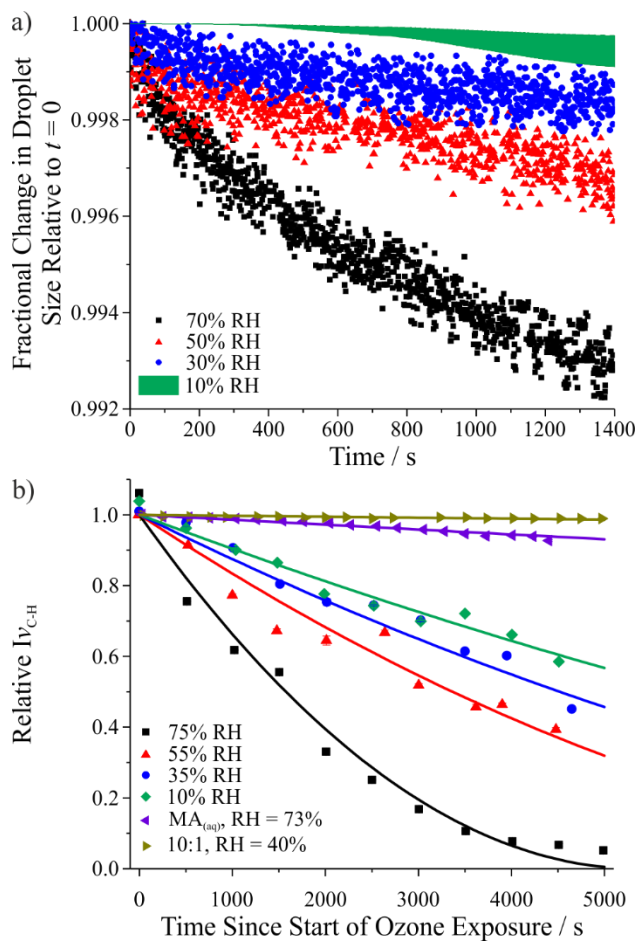 a)
1.000
0.998
0.996
0.994
0.992
Fractional Change in Droplet
Size Relative to t = 0
70% RH
50% RH
30% RH
10% RH
0 200 400 600 800 1000 1200 1400
Time / s
b)
1.0
0.8
0.6
0.4
0.2
0.0
Relative Iν_C-H
75% RH
55% RH
35% RH
10% RH
MA(aq), RH = 73%
10:1, RH = 40%
0 1000 2000 3000 4000 5000
Time Since Start of Ozone Exposure / s